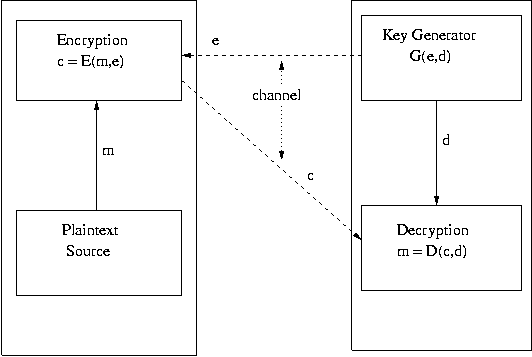 Encryption
c = E(m,e)
e
Key Generator
G(e,d)
channel
m
d
c
Plaintext
Source
Decryption
m = D(c,d)